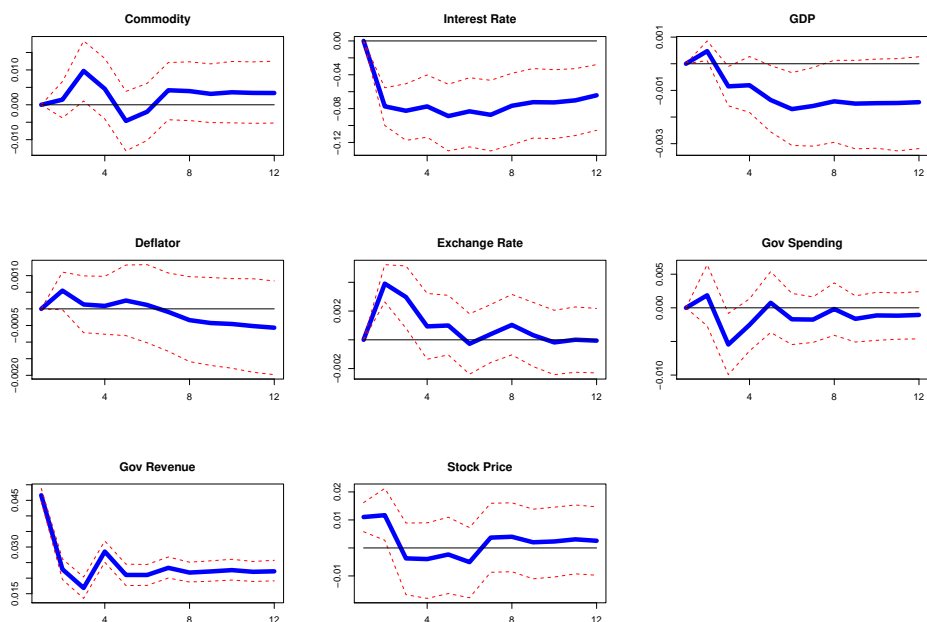 Commodity
0.010
0.000
−0.010
4 8 12
Interest Rate
0.00
−0.04
−0.08
−0.12
4 8 12
GDP
0.001
−0.001
−0.003
4 8 12
Deflator
0.0010
−0.0005
−0.0020
4 8 12
Exchange Rate
0.002
−0.002
4 8 12
Gov Spending
0.005
0.000
−0.010
4 8 12
Gov Revenue
0.045
0.030
0.015
4 8 12
Stock Price
0.02
0.01
−0.01
4 8 12